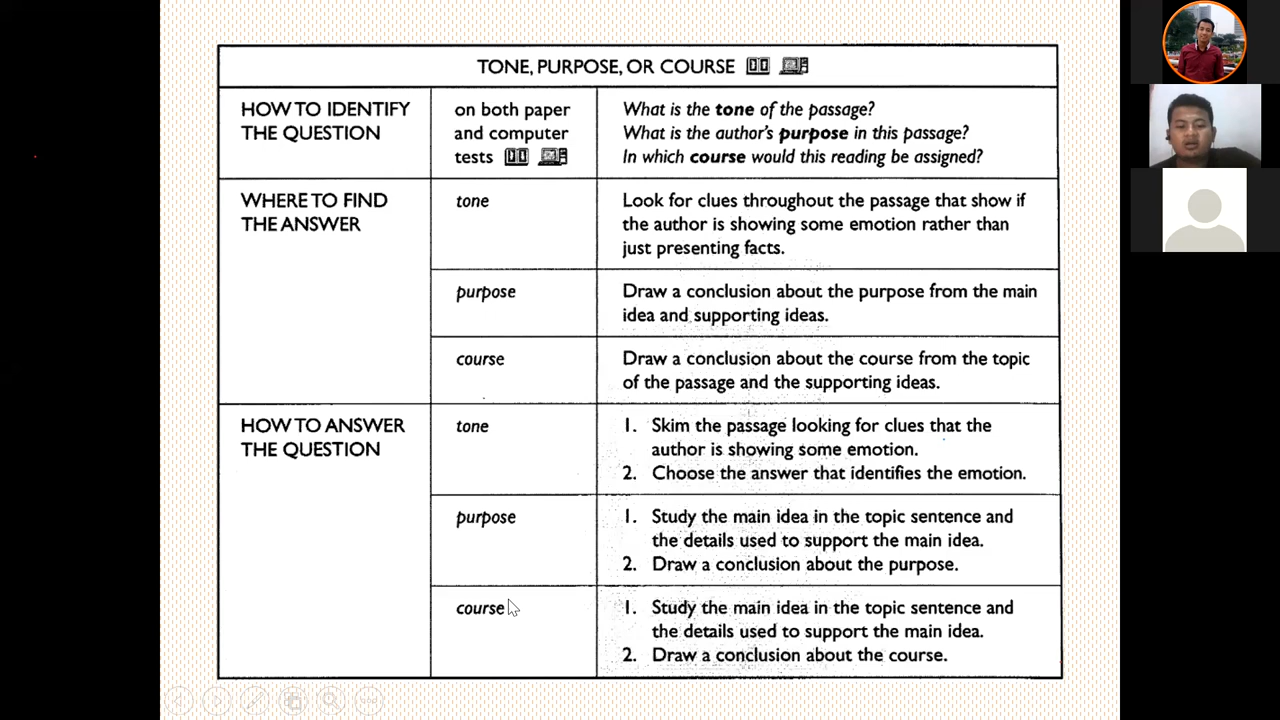 TONE, PURPOSE, OR COURSE
HOW TO IDENTIFY
THE QUESTION
on both paper
and computer
tests
What is the tone of the passage?
What is the author's purpose in this passage?
In which course would this reading be assigned?
WHERE TO FIND
THE ANSWER
tone
Look for clues throughout the passage that show if
the author is showing some emotion rather than
just presenting facts.
purpose
Draw a conclusion about the purpose from the main
idea and supporting ideas.
course
Draw a conclusion about the course from the topic
of the passage and the supporting ideas.
HOW TO ANSWER
THE QUESTION
tone
1. Skim the passage looking for clues that the
author is showing some emotion.
2. Choose the answer that identifies the emotion.
purpose
1. Study the main idea in the topic sentence and
the details used to support the main idea.
2. Draw a conclusion about the purpose.
course
1. Study the main idea in the topic sentence and
the details used to support the main idea.
2. Draw a conclusion about the course.